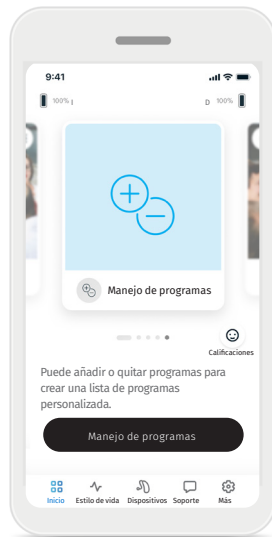 9:41
100% I
D 100%
Manejo de programas
Calificaciones
Puede añadir o quitar programas para
crear una lista de programas
personalizada.
Manejo de programas
Inicio Estilo de vida Dispositivos Soporte Más